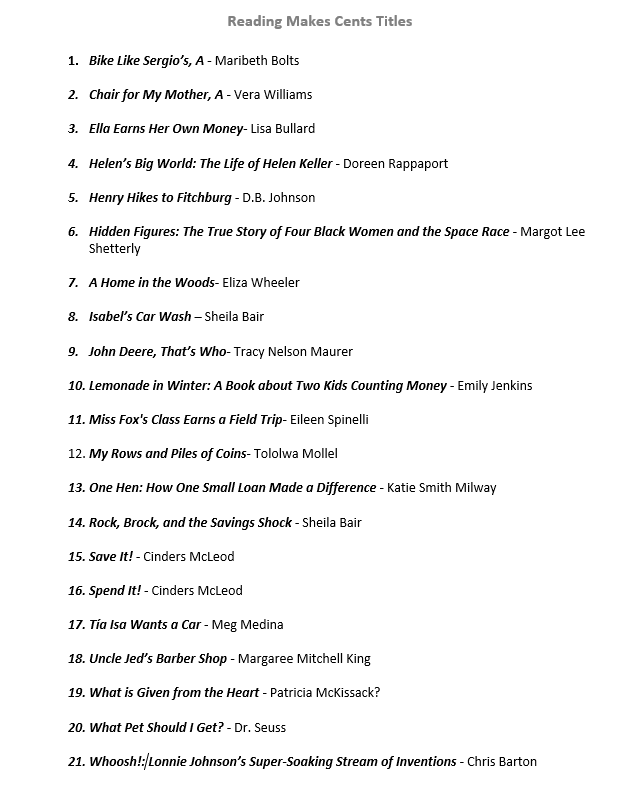 Reading Makes Cents Titles
1. Bike Like Sergio’s, A - Maribeth Bolts
2. Chair for My Mother, A - Vera Williams
3. Ella Earns Her Own Money- Lisa Bullard
4. Helen’s Big World: The Life of Helen Keller - Doreen Rappaport
5. Henry Hikes to Fitchburg - D.B. Johnson
6. Hidden Figures: The True Story of Four Black Women and the Space Race - Margot Lee
Shetterly
7. A Home in the Woods- Eliza Wheeler
8. Isabel’s Car Wash – Sheila Bair
9. John Deere, That’s Who- Tracy Nelson Maurer
10. Lemonade in Winter: A Book about Two Kids Counting Money - Emily Jenkins
11. Miss Fox's Class Earns a Field Trip- Eileen Spinelli
12. My Rows and Piles of Coins- Tololwa Mollel
13. One Hen: How One Small Loan Made a Difference - Katie Smith Milway
14. Rock, Brock, and the Savings Shock - Sheila Bair
15. Save It! - Cinders McLeod
16. Spend It! - Cinders McLeod
17. Tía Isa Wants a Car - Meg Medina
18. Uncle Jed’s Barber Shop - Margaree Mitchell King
19. What is Given from the Heart - Patricia McKissack?
20. What Pet Should I Get? - Dr. Seuss
21. Whoosh!: Lonnie Johnson’s Super-Soaking Stream of Inventions - Chris Barton